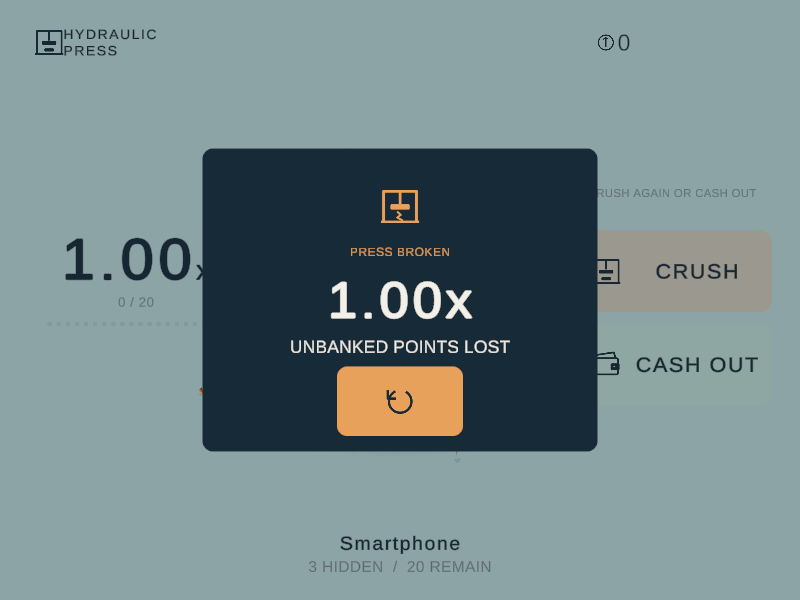 HYDRAULIC
PRESS
0
RUSH AGAIN OR CASH OUT
1.00x
0 / 20
PRESS BROKEN
1.00x
UNBANKED POINTS LOST
CRUSH
CASH OUT
Smartphone
3 HIDDEN / 20 REMAIN